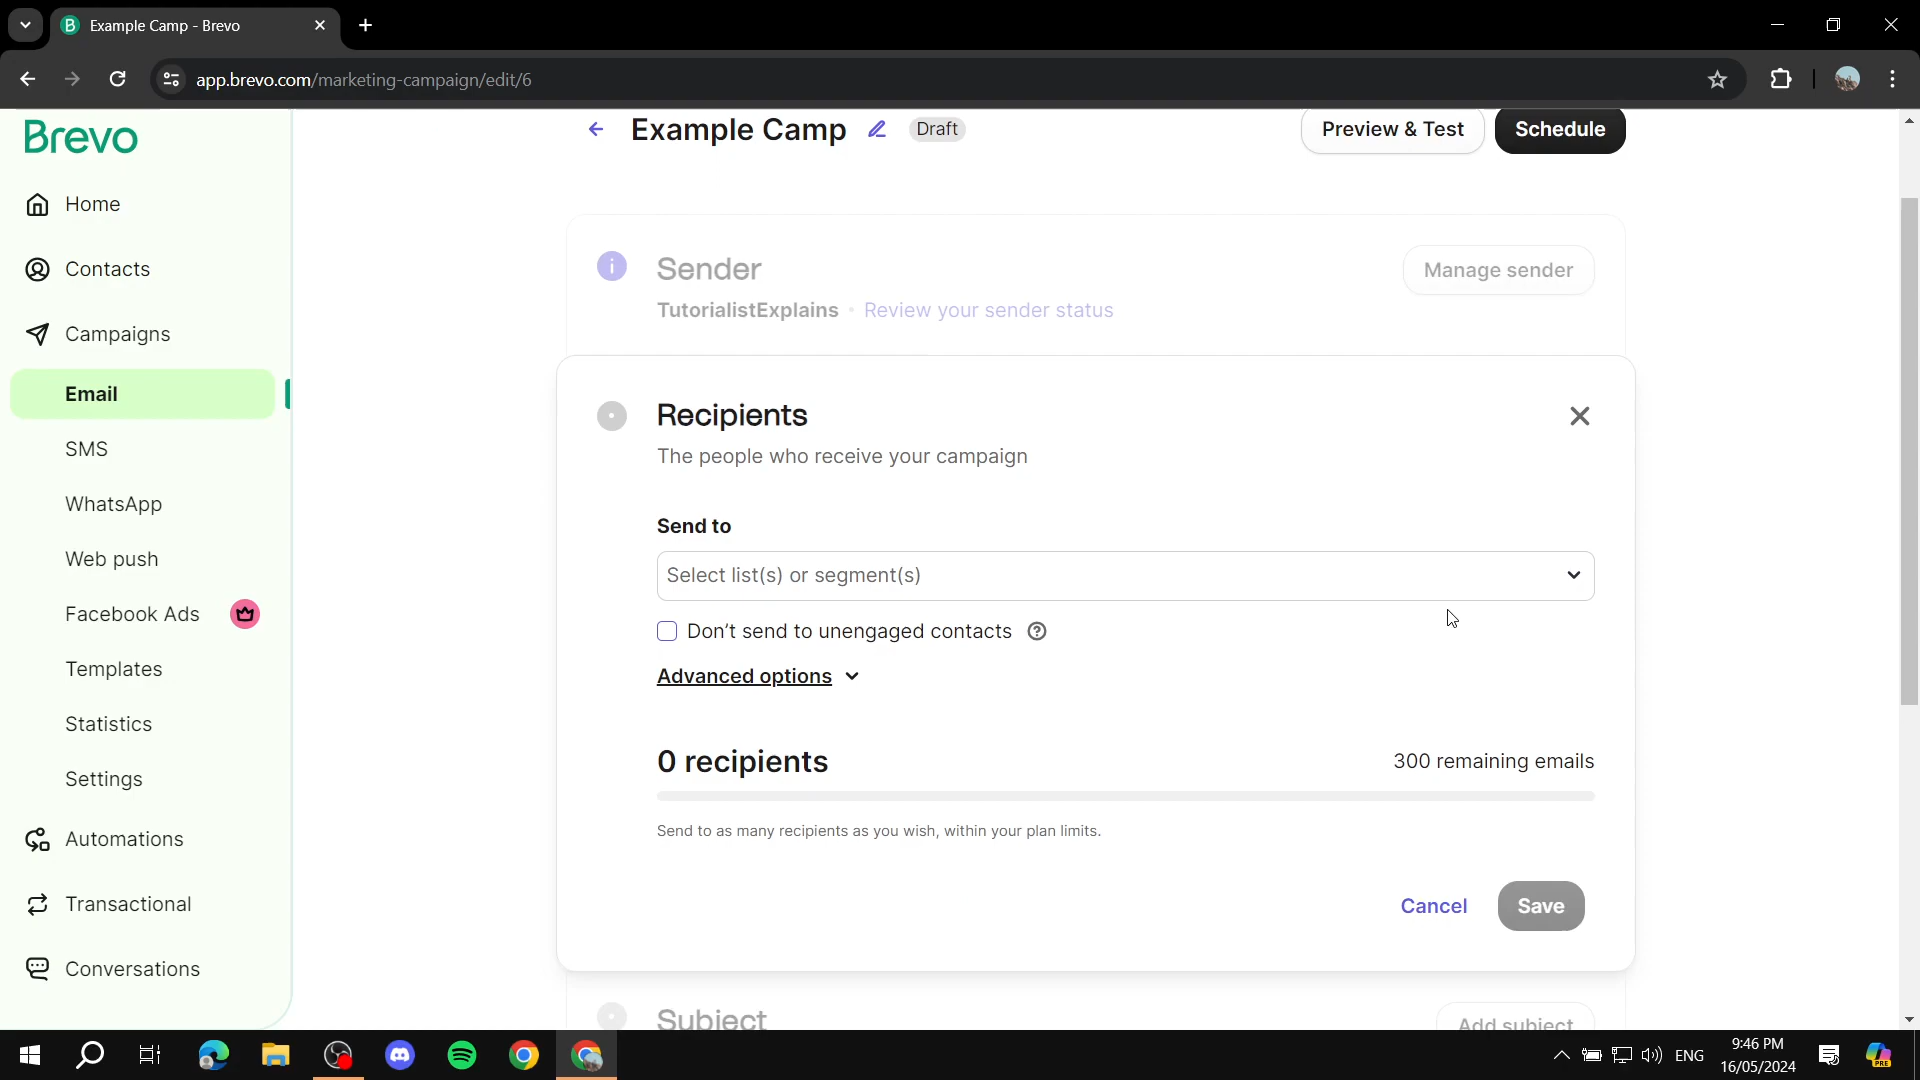 Example Camp - Brevo
app.brevo.com/marketing-campaign/edit/6
Brevo
Home
Contacts
Campaigns
Email
SMS
WhatsApp
Web push
Facebook Ads
Templates
Statistics
Settings
Automations
Transactional
Conversations
Example Camp
Draft
Preview & Test
Schedule
Sender
Manage sender
TutorialistExplains · Review your sender status
Recipients
The people who receive your campaign
Send to
Select list(s) or segment(s)
Don't send to unengaged contacts
Advanced options
0 recipients
300 remaining emails
Send to as many recipients as you wish, within your plan limits.
Cancel
Save
Subject
Add subject
ENG
9:46 PM
16/05/2024
PRE